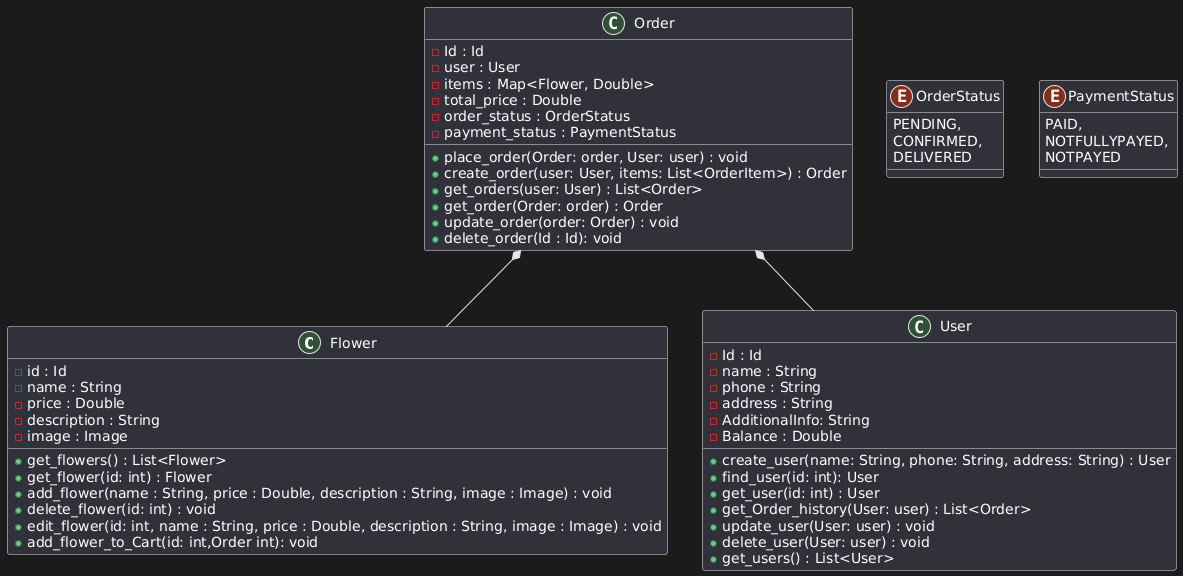 C Order
Id : Id
user : User
items : Map<Flower, Double>
total_price : Double
order_status : OrderStatus
payment_status : PaymentStatus
place_order(Order: order, User: user) : void
create_order(user: User, items: List<OrderItem>) : Order
get_orders(user: User) : List<Order>
get_order(Order: order) : Order
update_order(order: Order) : void
delete_order(Id : Id): void
E OrderStatus
PENDING,
CONFIRMED,
DELIVERED
E PaymentStatus
PAID,
NOTFULLYPAYED,
NOTPAYED
C Flower
id : Id
name : String
price : Double
description : String
image : Image
get_flowers() : List<Flower>
get_flower(id: int) : Flower
add_flower(name : String, price : Double, description : String, image : Image) : void
delete_flower(id: int) : void
edit_flower(id: int, name : String, price : Double, description : String, image : Image) : void
add_flower_to_Cart(id: int,Order int): void
C User
Id : Id
name : String
phone : String
address : String
AdditionalInfo: String
Balance : Double
create_user(name: String, phone: String, address: String) : User
find_user(id: int): User
get_user(id: int) : User
get_Order_history(User: user) : List<Order>
update_user(User: user) : void
delete_user(User: user) : void
get_users() : List<User>